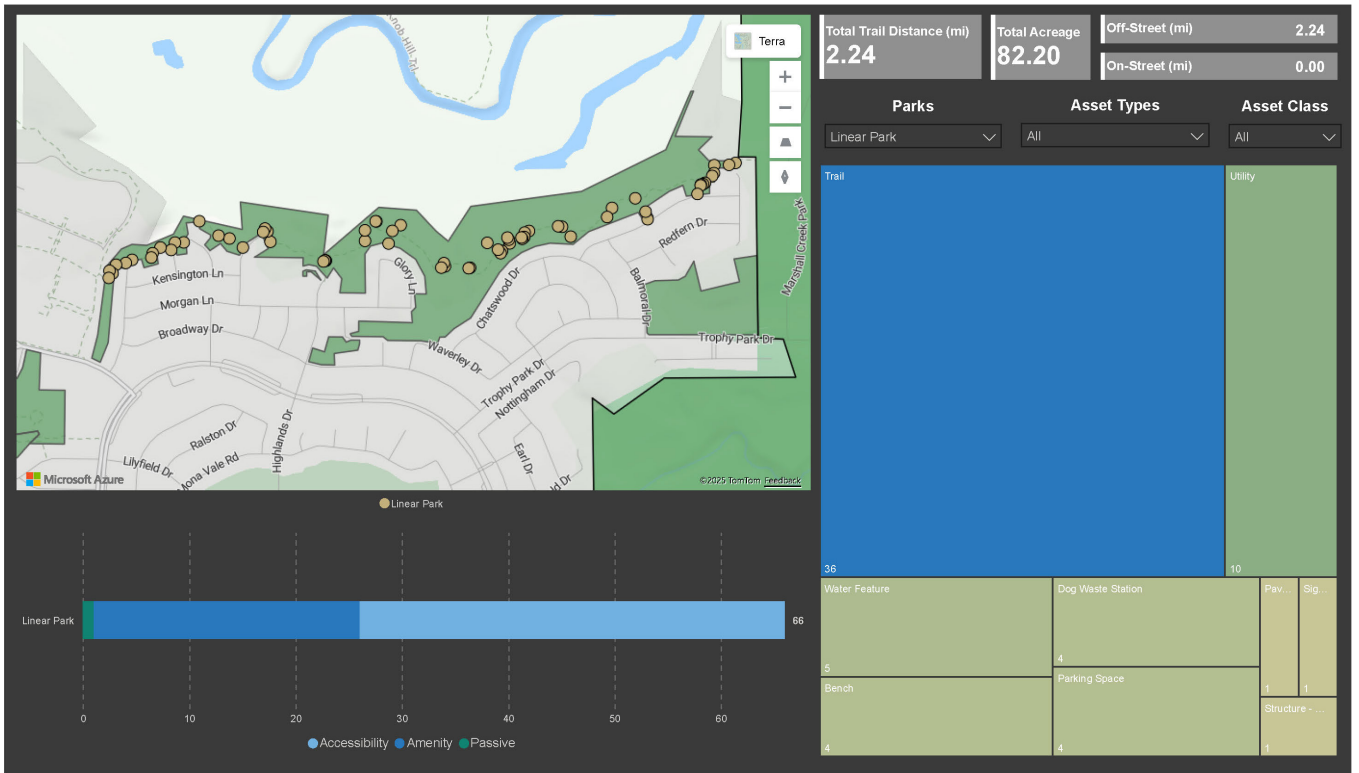 Knob Hill Trl
Terra
Kensington Ln
Morgan Ln
Broadway Dr
Glory Ln
Chatswood Dr
Redfern Dr
Balmoral Dr
Marshall Creek Park
Trophy Park Dr
Waverley Dr
Trophy Park Dr
Nottingham Dr
Ralston Dr
Highlands Dr
Lilyfield Dr
Mona Vale Rd
Earl Dr
ld Dr
Microsoft Azure
©2025 TomTom Feedback
Linear Park
Linear Park
66
0 10 20 30 40 50 60
Accessibility Amenity Passive
Total Trail Distance (mi)
2.24
Total Acreage
82.20
Off-Street (mi) 2.24
On-Street (mi) 0.00
Parks
Linear Park
Asset Types
All
Asset Class
All
Trail
36
Utility
10
Water Feature
5
Bench
4
Dog Waste Station
4
Parking Space
4
Pav...
1
Sig...
1
Structure - ...
1